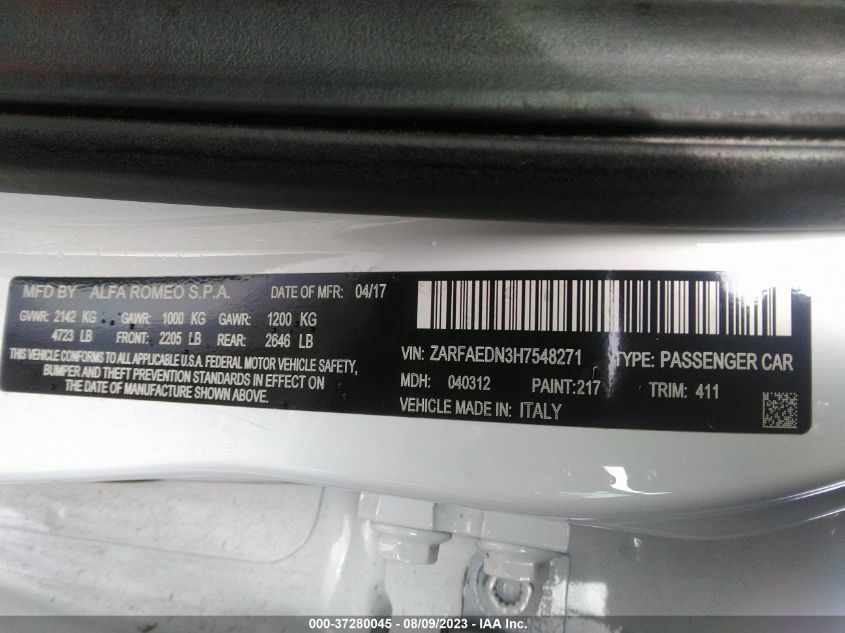 MFD BY ALFA ROMEO S.P.A. DATE OF MFR: 04/17
GVWR: 2142 KG GAWR: 1000 KG GAWR: 1200 KG
4723 LB FRONT: 2205 LB REAR: 2646 LB
THIS VEHICLE CONFORMS TO ALL APPLICABLE U.S.A. FEDERAL MOTOR VEHICLE SAFETY,
BUMPER AND THEFT PREVENTION STANDARDS IN EFFECT ON
THE DATE OF MANUFACTURE SHOWN ABOVE.
VIN: ZARFAEDN3H7548271 TYPE: PASSENGER CAR
MDH: 040312 PAINT:217 TRIM: 411
VEHICLE MADE IN: ITALY
000-37280045 - 08/09/2023 - IAA Inc.